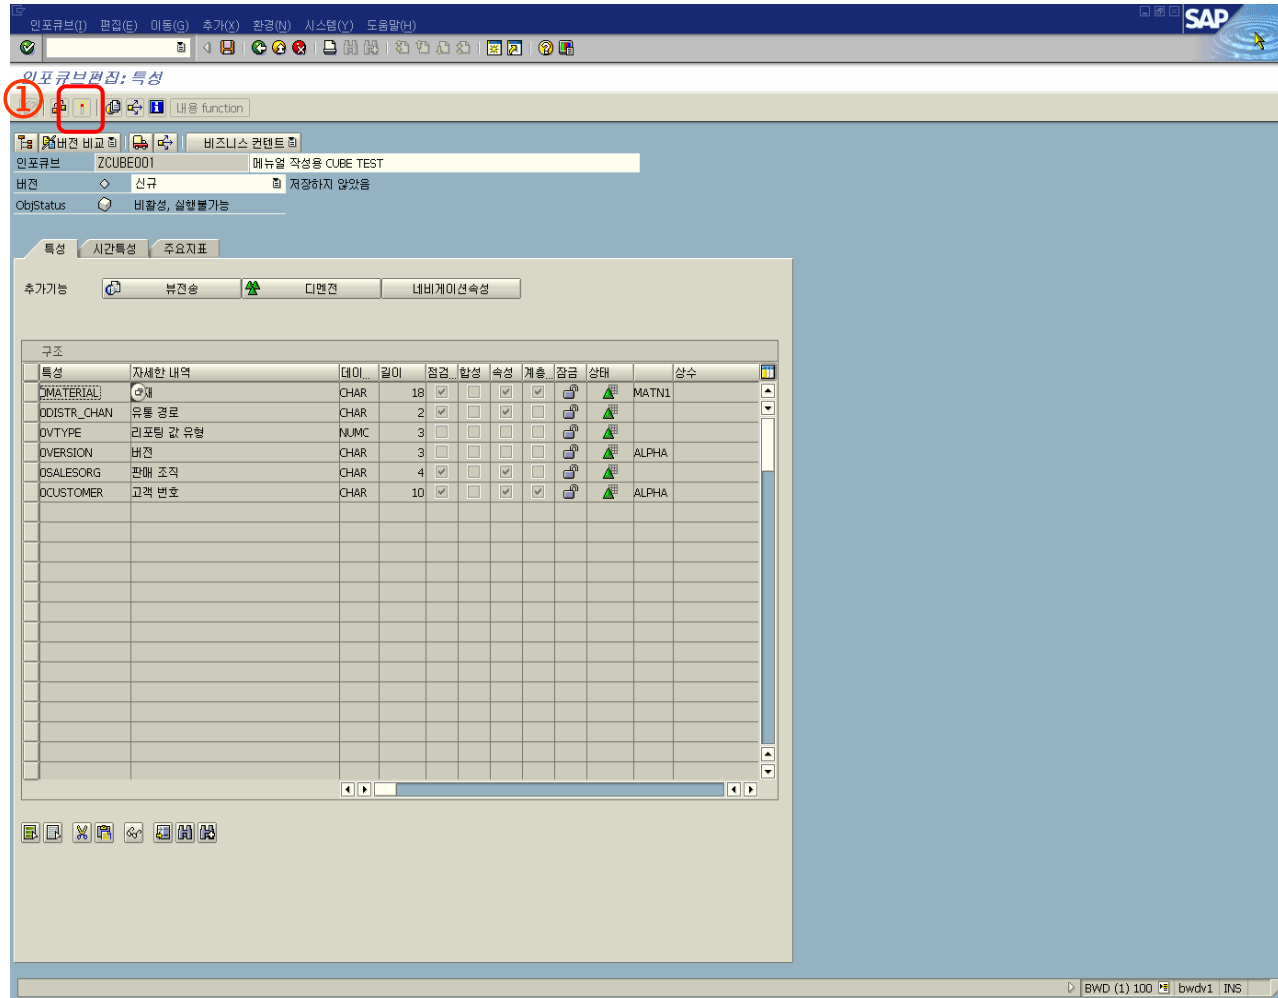 인포큐브(I) 편집(E) 이동(G) 추가(X) 환경(N) 시스템(Y) 도움말(H)
SAP
인포큐브편집: 특성
①
내용 function
버전 비교 비즈니스 컨텐트
인포큐브 ZCUBE001 메뉴얼 작성용 CUBE TEST
버전 신규 저장하지 않았음
ObjStatus 비활성, 실행불가능
특성 시간특성 주요지표
추가기능 뷰전송 디멘젼 네비게이션속성
구조
특성 자세한 내역 데이... 길이 점검... 합성 속성 계층... 잠금 상태 상수
0MATERIAL CHAR 18 MATN1
0DISTR_CHAN 유통 경로 CHAR 2
0VTYPE 리포팅 값 유형 NUMC 3
0VERSION 버전 CHAR 3 ALPHA
0SALESORG 판매 조직 CHAR 4
0CUSTOMER 고객 번호 CHAR 10 ALPHA
BWD (1) 100 bwdv1 INS